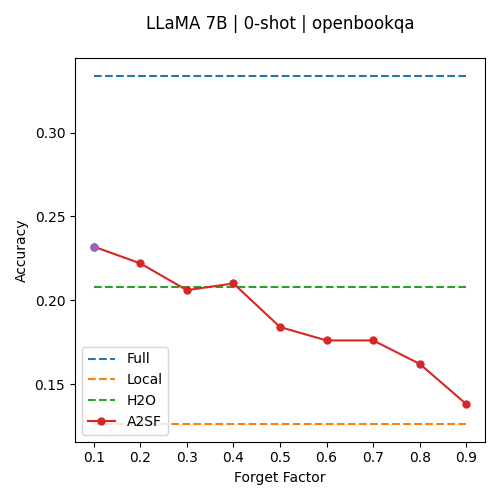 LLaMA 7B | 0-shot | openbookqa
Accuracy
0.30
0.25
0.20
0.15
Full
Local
H2O
A2SF
0.1 0.2 0.3 0.4 0.5 0.6 0.7 0.8 0.9
Forget Factor